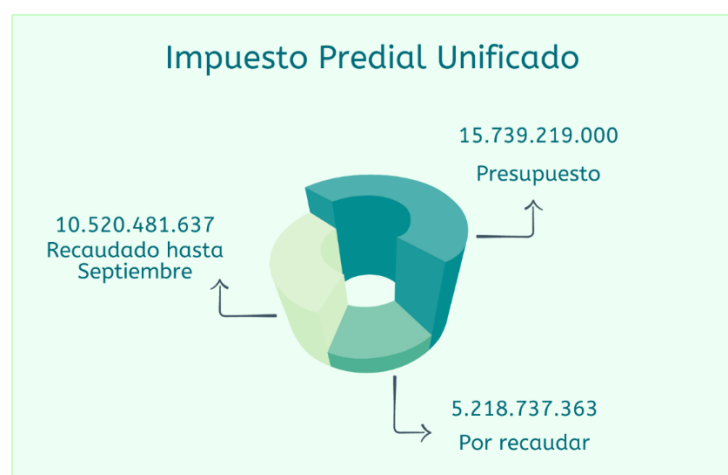 Impuesto Predial Unificado
15.739.219.000
Presupuesto
10.520.481.637
Recaudado hasta
Septiembre
5.218.737.363
Por recaudar